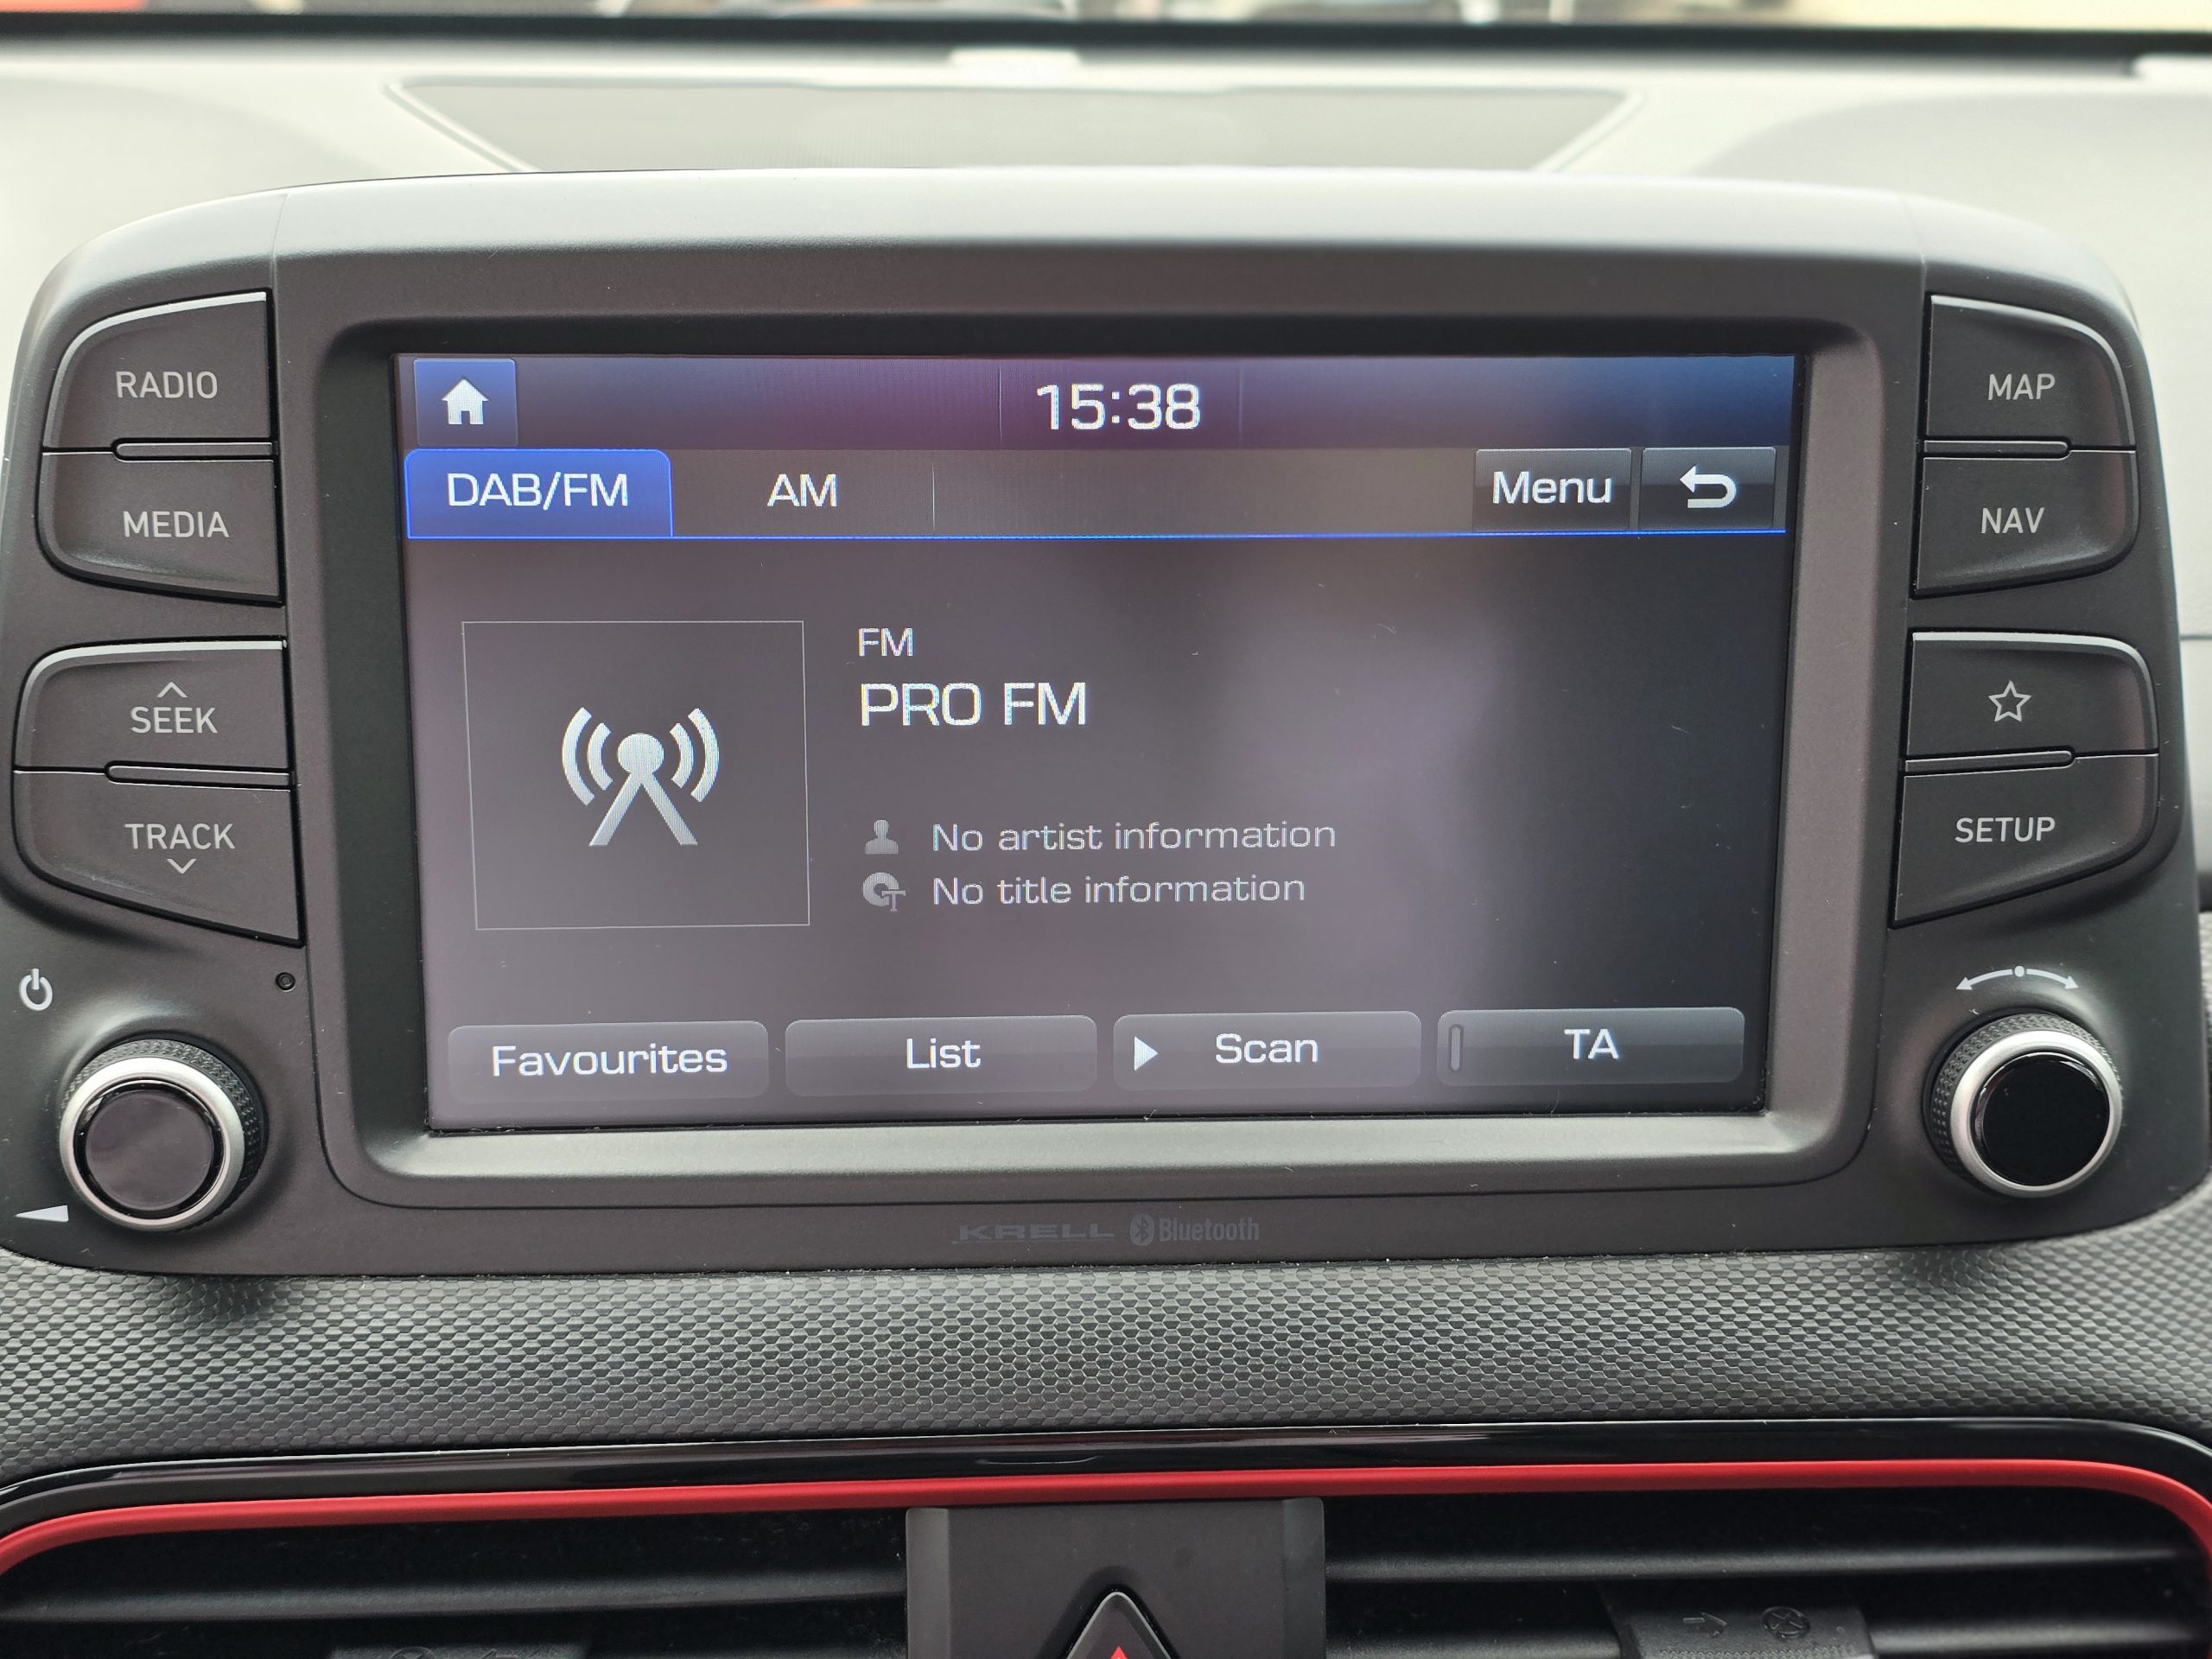 15:38
DAB/FM AM Menu
FM
PRO FM
No artist information
No title information
Favourites List Scan TA
RADIO
MEDIA
SEEK
TRACK
MAP
NAV
SETUP
KRELL Bluetooth